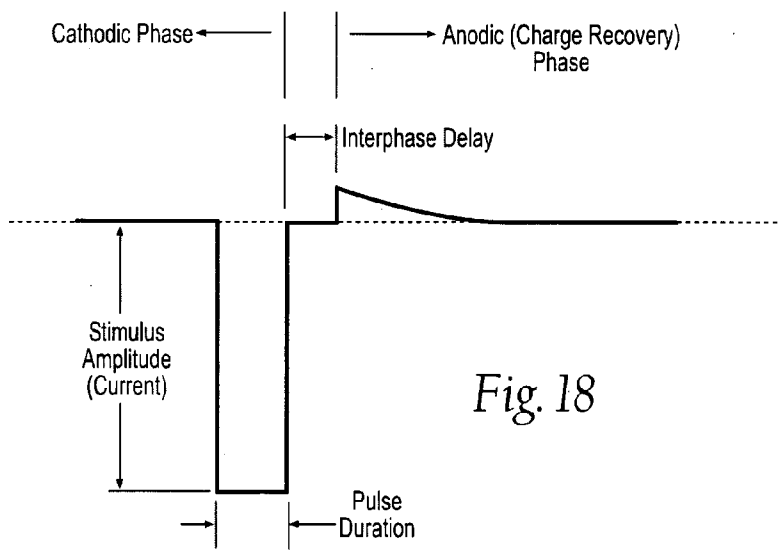 Cathodic Phase
Anodic (Charge Recovery)
Phase
Interphase Delay
Stimulus
Amplitude
(Current)
Fig. 18
Pulse
Duration